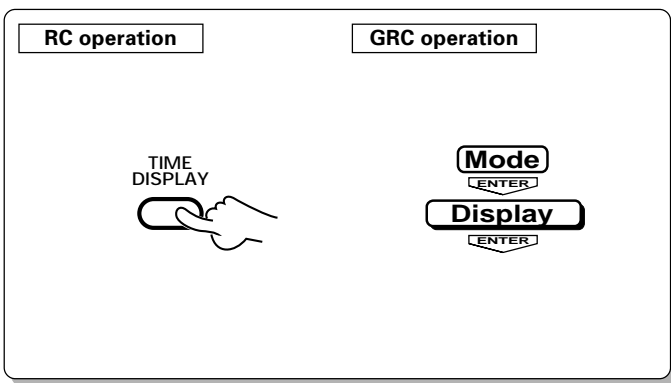 RC operation
GRC operation
TIME
DISPLAY
Mode
ENTER
Display
ENTER